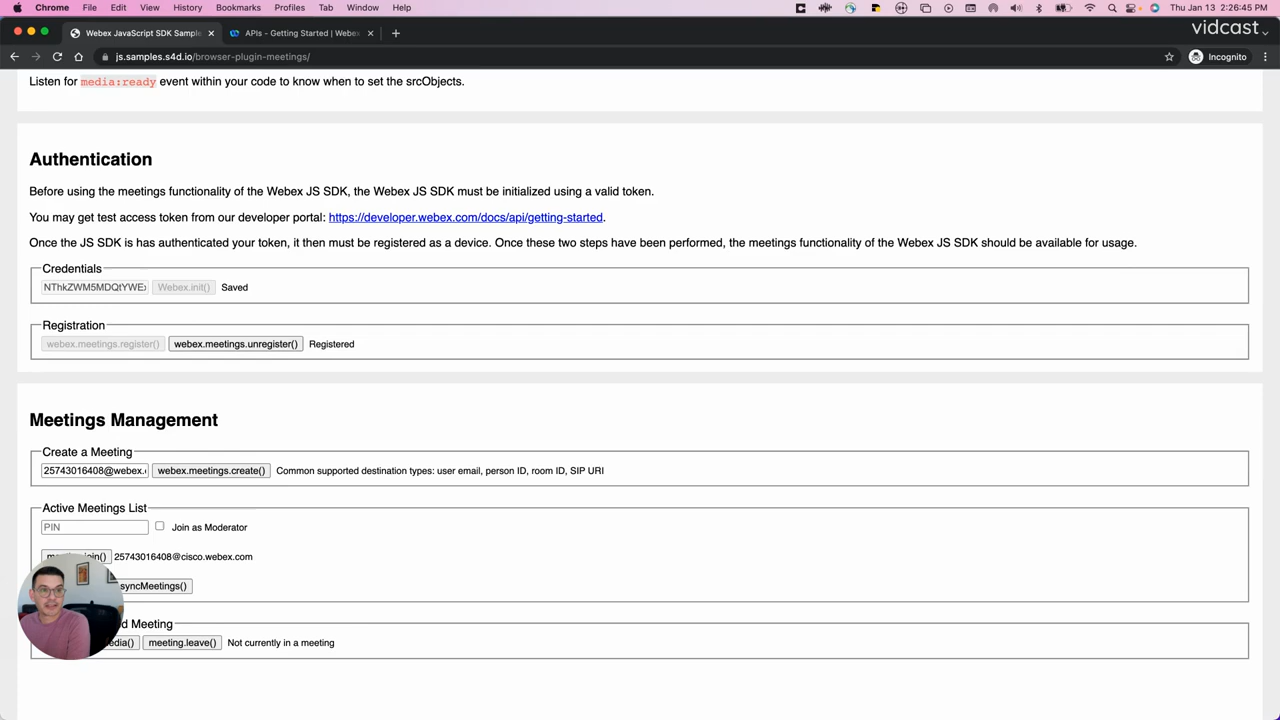 Chrome File Edit View History Bookmarks Profiles Tab Window Help Thu Jan 13 2:26:45 PM
Webex JavaScript SDK Sample APIs - Getting Started | Webex
vidcast
js.samples.s4d.io/browser-plugin-meetings/ Incognito
Listen for media:ready event within your code to know when to set the srcObjects.
Authentication
Before using the meetings functionality of the Webex JS SDK, the Webex JS SDK must be initialized using a valid token.
You may get test access token from our developer portal: https://developer.webex.com/docs/api/getting-started.
Once the JS SDK is has authenticated your token, it then must be registered as a device. Once these two steps have been performed, the meetings functionality of the Webex JS SDK should be available for usage.
Credentials
NThkZWM5MDQtYWE Webex.init() Saved
Registration
webex.meetings.register() webex.meetings.unregister() Registered
Meetings Management
Create a Meeting
25743016408@webex. webex.meetings.create() Common supported destination types: user email, person ID, room ID, SIP URI
Active Meetings List
PIN Join as Moderator
25743016408@cisco.webex.com
syncMeetings()
d Meeting
edia() meeting.leave() Not currently in a meeting